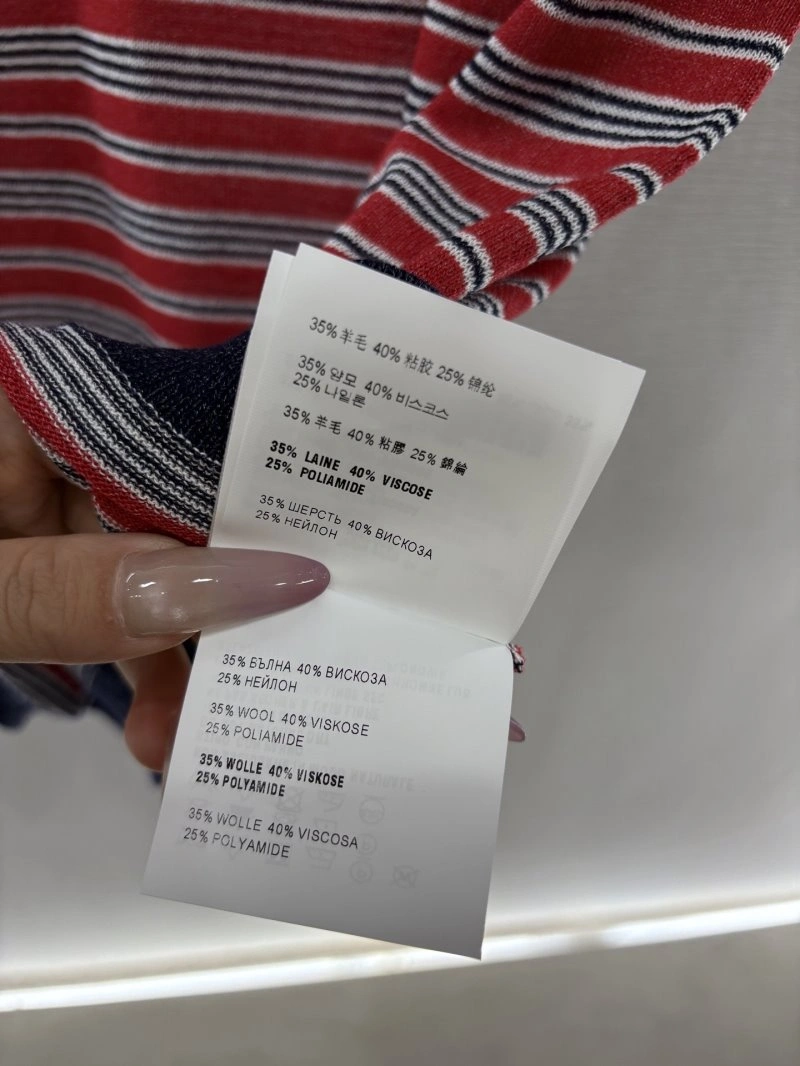 35%羊毛 40%粘胶 25%锦纶
35% 양모 40% 비스코스
25% 나일론
35% 羊毛 40% 粘膠 25% 錦綸
35% LAINE 40% VISCOSE
25% POLIAMIDE
35% ШЕРСТЬ 40% ВИСКОЗА
25% НЕЙЛОН
35% ВЪЛНА 40% ВИСКОЗА
25% НЕЙЛОН
35% WOOL 40% VISKOSE
25% POLIAMIDE
35% WOLLE 40% VISKOSE
25% POLYAMIDE
35% WOLLE 40% VISCOSA
25% POLYAMIDE